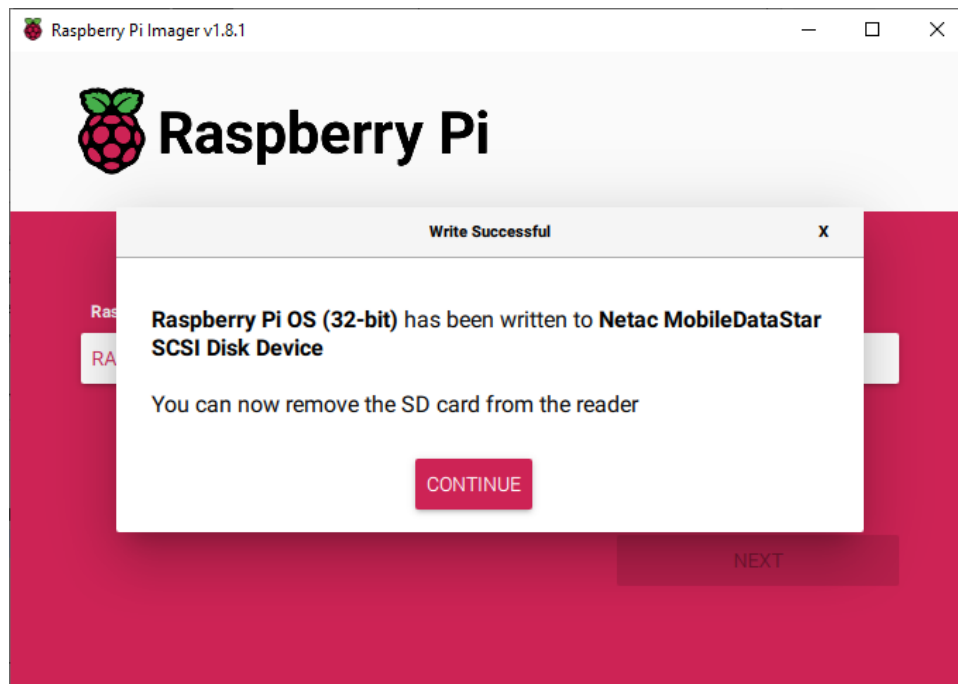 Raspberry Pi Imager v1.8.1
Raspberry Pi
Write Successful
X
Ras
RA
Raspberry Pi OS (32-bit) has been written to Netac MobileDataStar
SCSI Disk Device
You can now remove the SD card from the reader
CONTINUE
NEXT